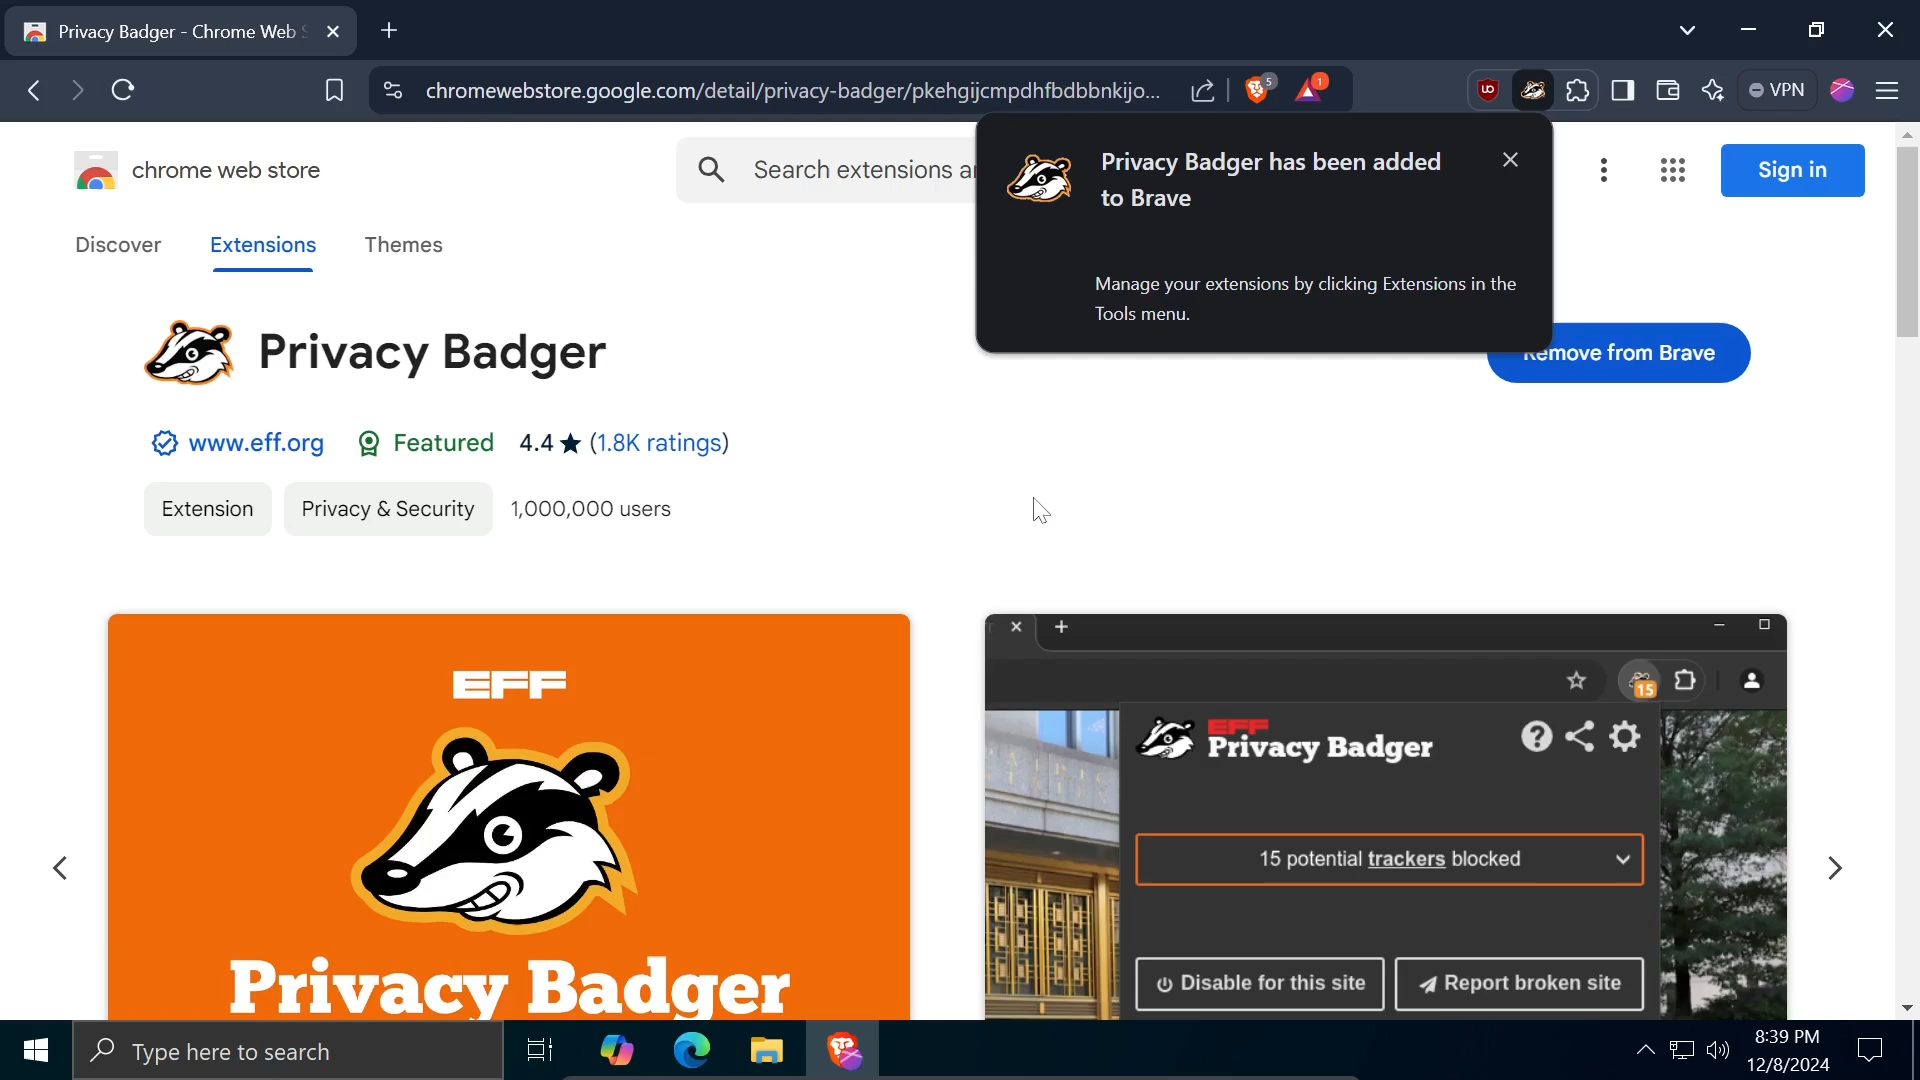 Privacy Badger - Chrome Web
chromewebstore.google.com/detail/privacy-badger/pkehgijcmpdhfbdbbnkijo...
5
1
VPN
chrome web store
Search extensions
Privacy Badger has been added
to Brave
Manage your extensions by clicking Extensions in the
Tools menu.
Sign in
Discover
Extensions
Themes
Privacy Badger
Remove from Brave
www.eff.org
Featured
4.4 ★ (1.8K ratings)
Extension
Privacy & Security
1,000,000 users
EFF
Privacy Badger
15
EFF
Privacy Badger
15 potential trackers blocked
Disable for this site
Report broken site
Type here to search
8:39 PM
12/8/2024